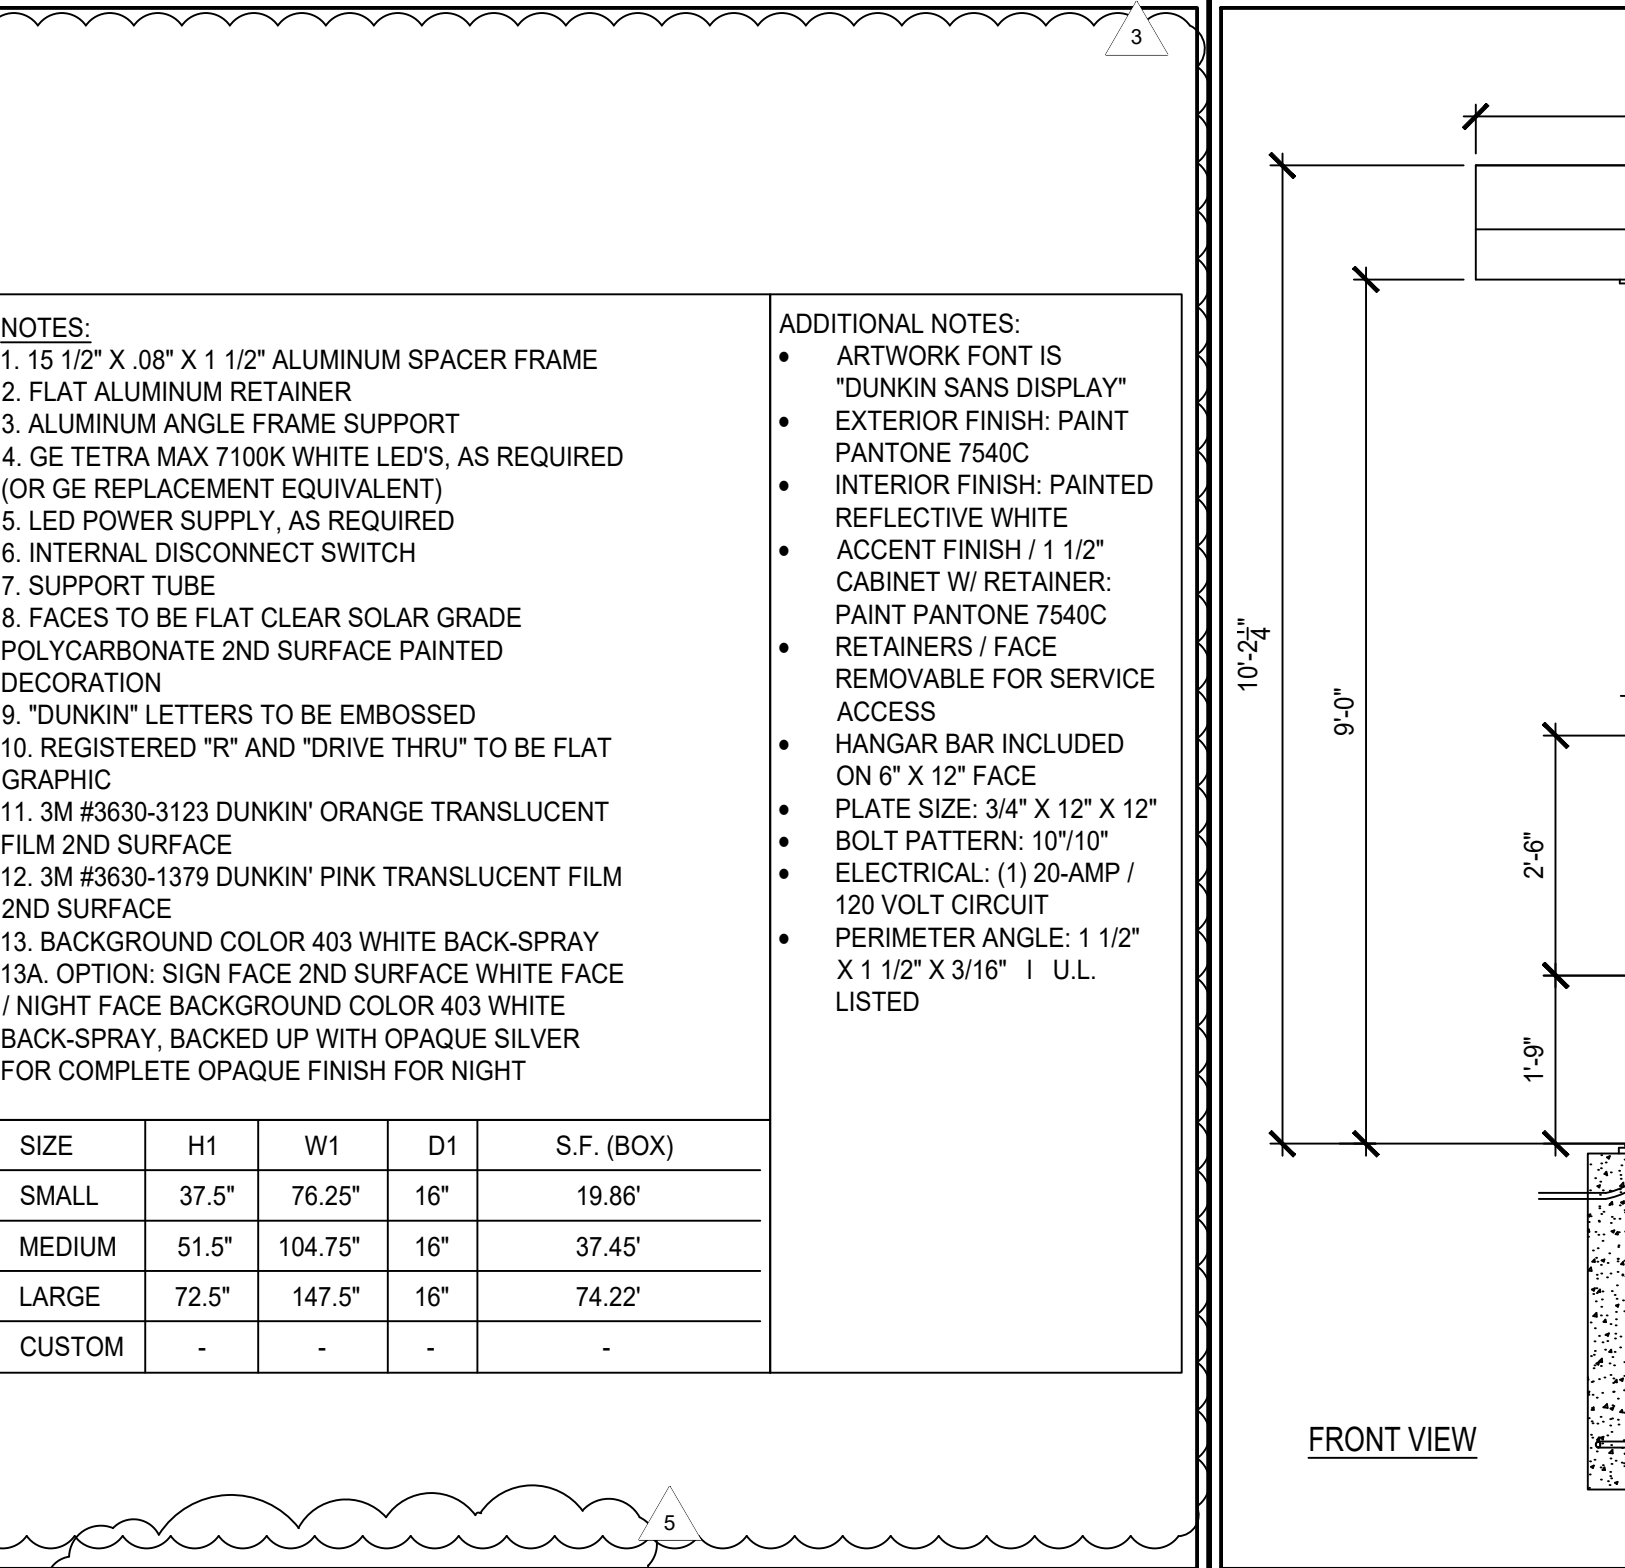 3
NOTES:
1. 15 1/2" X .08" X 1 1/2" ALUMINUM SPACER FRAME
2. FLAT ALUMINUM RETAINER
3. ALUMINUM ANGLE FRAME SUPPORT
4. GE TETRA MAX 7100K WHITE LED'S, AS REQUIRED
(OR GE REPLACEMENT EQUIVALENT)
5. LED POWER SUPPLY, AS REQUIRED
6. INTERNAL DISCONNECT SWITCH
7. SUPPORT TUBE
8. FACES TO BE FLAT CLEAR SOLAR GRADE
POLYCARBONATE 2ND SURFACE PAINTED
DECORATION
9. "DUNKIN" LETTERS TO BE EMBOSSED
10. REGISTERED "R" AND "DRIVE THRU" TO BE FLAT
GRAPHIC
11. 3M #3630-3123 DUNKIN' ORANGE TRANSLUCENT
FILM 2ND SURFACE
12. 3M #3630-1379 DUNKIN' PINK TRANSLUCENT FILM
2ND SURFACE
13. BACKGROUND COLOR 403 WHITE BACK-SPRAY
13A. OPTION: SIGN FACE 2ND SURFACE WHITE FACE
/ NIGHT FACE BACKGROUND COLOR 403 WHITE
BACK-SPRAY, BACKED UP WITH OPAQUE SILVER
FOR COMPLETE OPAQUE FINISH FOR NIGHT
ADDITIONAL NOTES:
• ARTWORK FONT IS
"DUNKIN SANS DISPLAY"
• EXTERIOR FINISH: PAINT
PANTONE 7540C
• INTERIOR FINISH: PAINTED
REFLECTIVE WHITE
• ACCENT FINISH / 1 1/2"
CABINET W/ RETAINER:
PAINT PANTONE 7540C
• RETAINERS / FACE
REMOVABLE FOR SERVICE
ACCESS
• HANGAR BAR INCLUDED
ON 6" X 12" FACE
• PLATE SIZE: 3/4" X 12" X 12"
• BOLT PATTERN: 10"/10"
• ELECTRICAL: (1) 20-AMP /
120 VOLT CIRCUIT
• PERIMETER ANGLE: 1 1/2"
X 1 1/2" X 3/16" I U.L.
LISTED
SIZE H1 W1 D1 S.F. (BOX)
SMALL 37.5" 76.25" 16" 19.86'
MEDIUM 51.5" 104.75" 16" 37.45'
LARGE 72.5" 147.5" 16" 74.22'
CUSTOM - - - -
5
10'-2 1/4"
9'-0"
2'-6"
1'-9"
FRONT VIEW